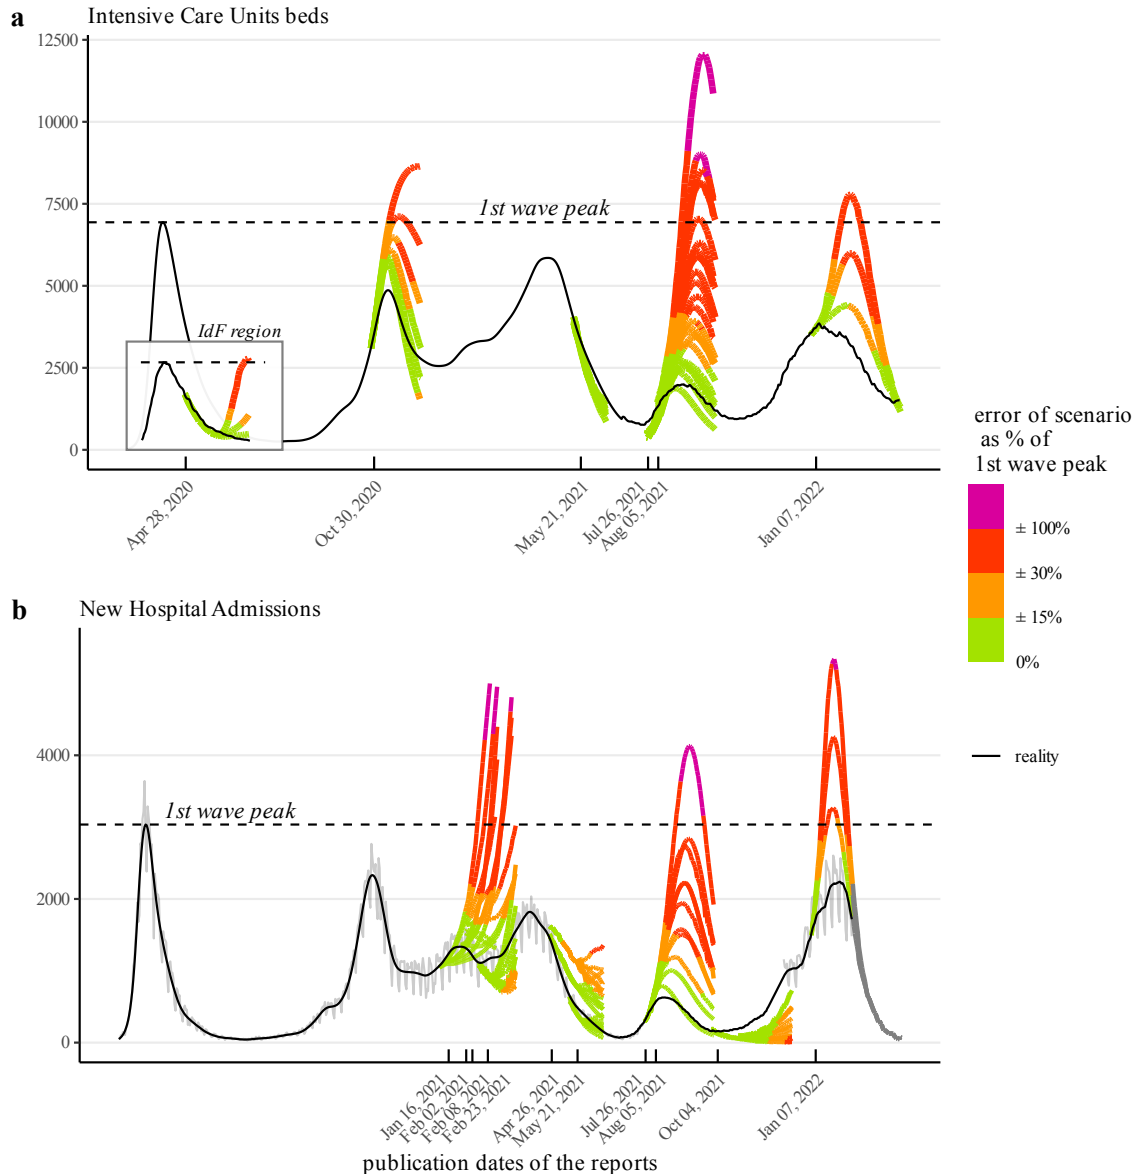 a
Intensive Care Units beds
12500
10000
7500
5000
2500
0
1st wave peak
IdF region
Apr 28, 2020
Oct 30, 2020
May 21, 2021
Jul 26, 2021
Aug 05, 2021
Jan 07, 2022
error of scenario
as % of
1st wave peak
± 100%
± 30%
± 15%
0%
reality
b
New Hospital Admissions
4000
2000
0
1st wave peak
Jan 16, 2021
Feb 02, 2021
Feb 08, 2021
Feb 23, 2021
Apr 26, 2021
May 21, 2021
Jul 26, 2021
Aug 05, 2021
Oct 04, 2021
Jan 07, 2022
publication dates of the reports